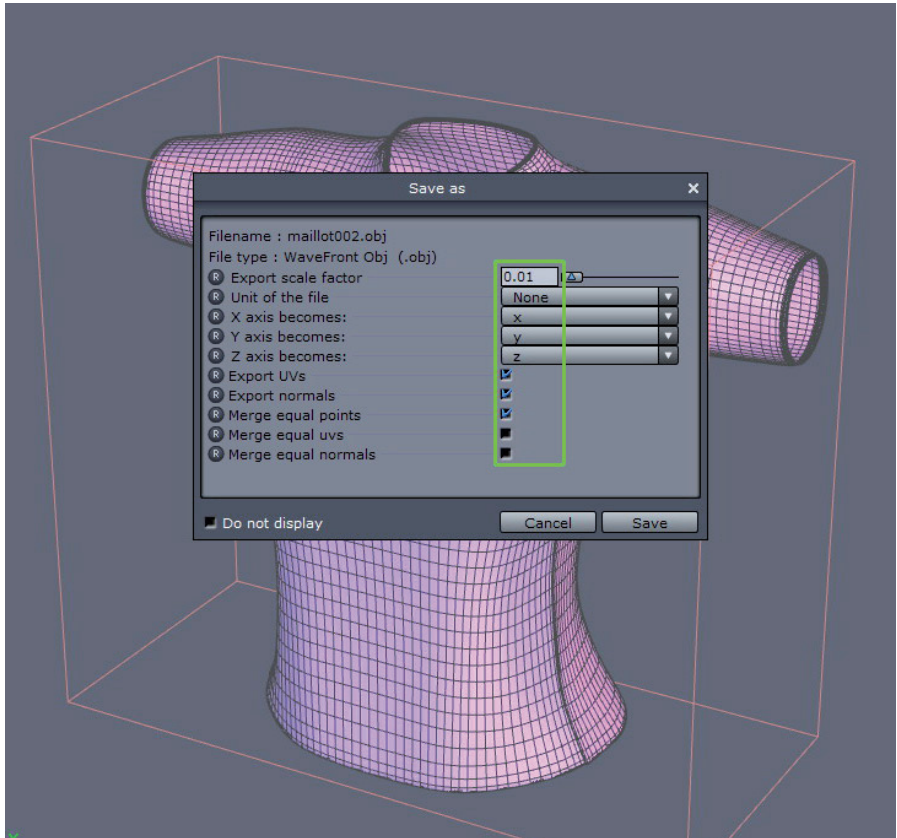 Save as
Filename : maillot002.obj
File type : WaveFront Obj (.obj)
R Export scale factor 0.01
R Unit of the file None
R X axis becomes: x
R Y axis becomes: y
R Z axis becomes: z
R Export UVs
R Export normals
R Merge equal points
R Merge equal uvs
R Merge equal normals
Do not display Cancel Save